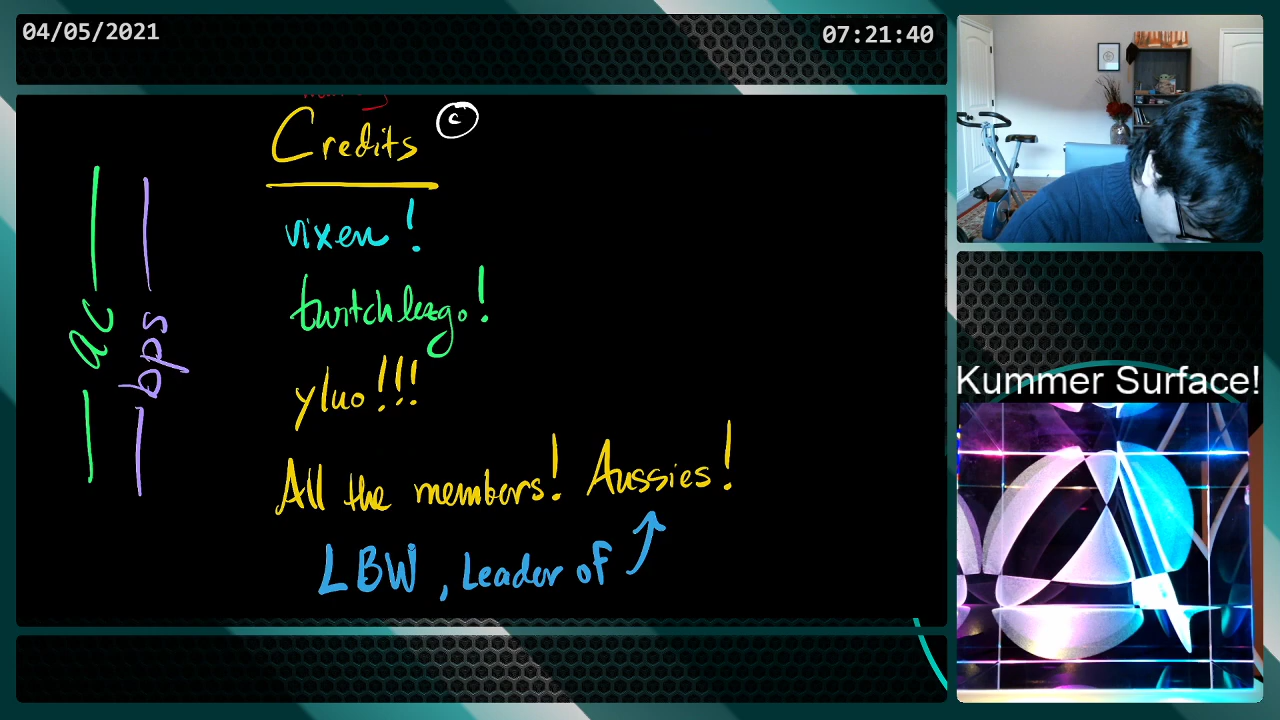 04/05/2021
07:21:40
Credits ©
vixen!
twitchlezgo!
yluo!!!
All the members! Aussies!
LBW, Leader of
ac
bps
Kummer Surface!